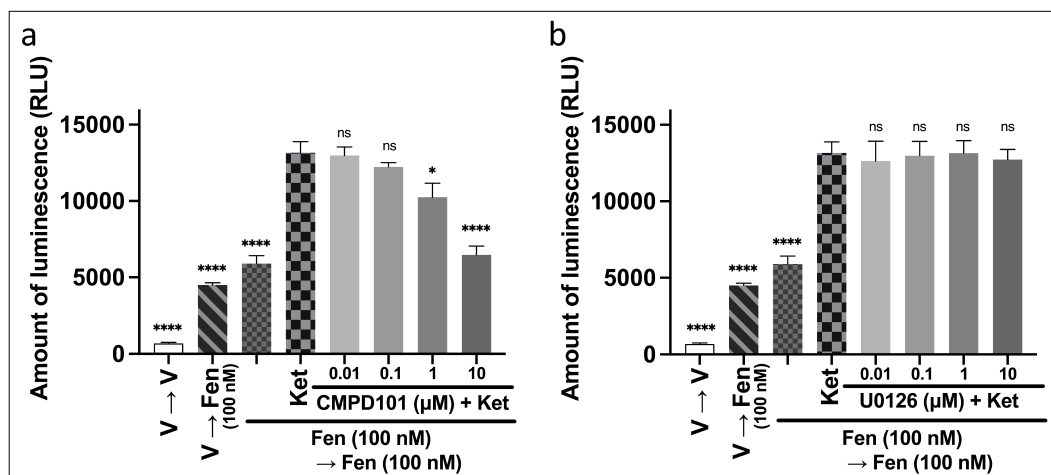 a
Amount of luminescence (RLU)
15000
10000
5000
0
****
****
****
ns
ns
*
****
V → V
V → Fen
(100 nM)
Ket
0.01 0.1 1 10
CMPD101 (μM) + Ket
Fen (100 nM)
→ Fen (100 nM)
b
Amount of luminescence (RLU)
15000
10000
5000
0
****
****
****
ns
ns
ns
ns
V → V
V → Fen
(100 nM)
Ket
0.01 0.1 1 10
U0126 (μM) + Ket
Fen (100 nM)
→ Fen (100 nM)